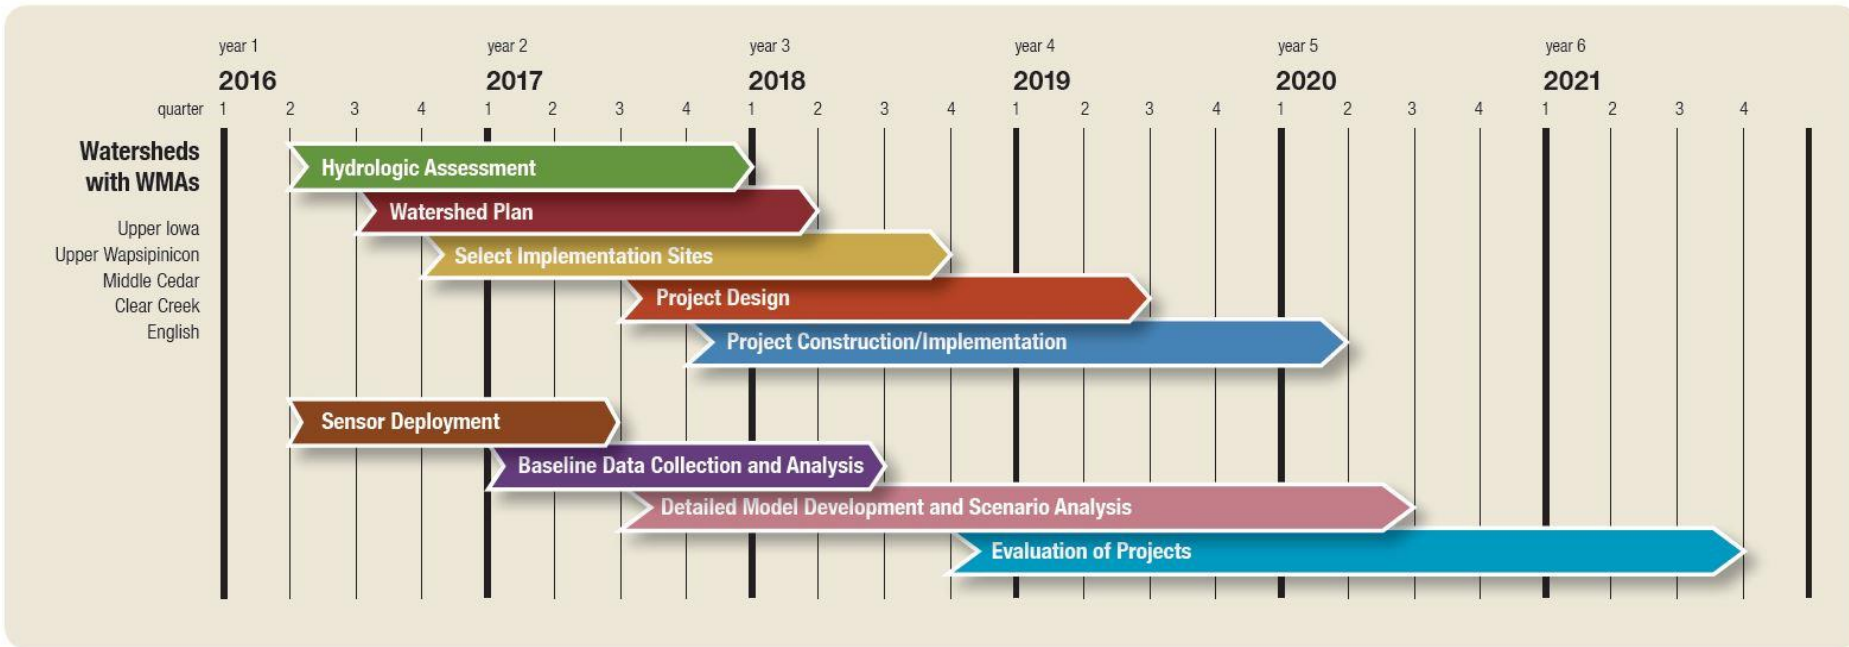 year 1 year 2 year 3 year 4 year 5 year 6
2016 2017 2018 2019 2020 2021
quarter 1 2 3 4 1 2 3 4 1 2 3 4 1 2 3 4 1 2 3 4 1 2 3 4
Watersheds
with WMAs
Upper Iowa
Upper Wapsipinicon
Middle Cedar
Clear Creek
English
Hydrologic Assessment
Watershed Plan
Select Implementation Sites
Project Design
Project Construction/Implementation
Sensor Deployment
Baseline Data Collection and Analysis
Detailed Model Development and Scenario Analysis
Evaluation of Projects